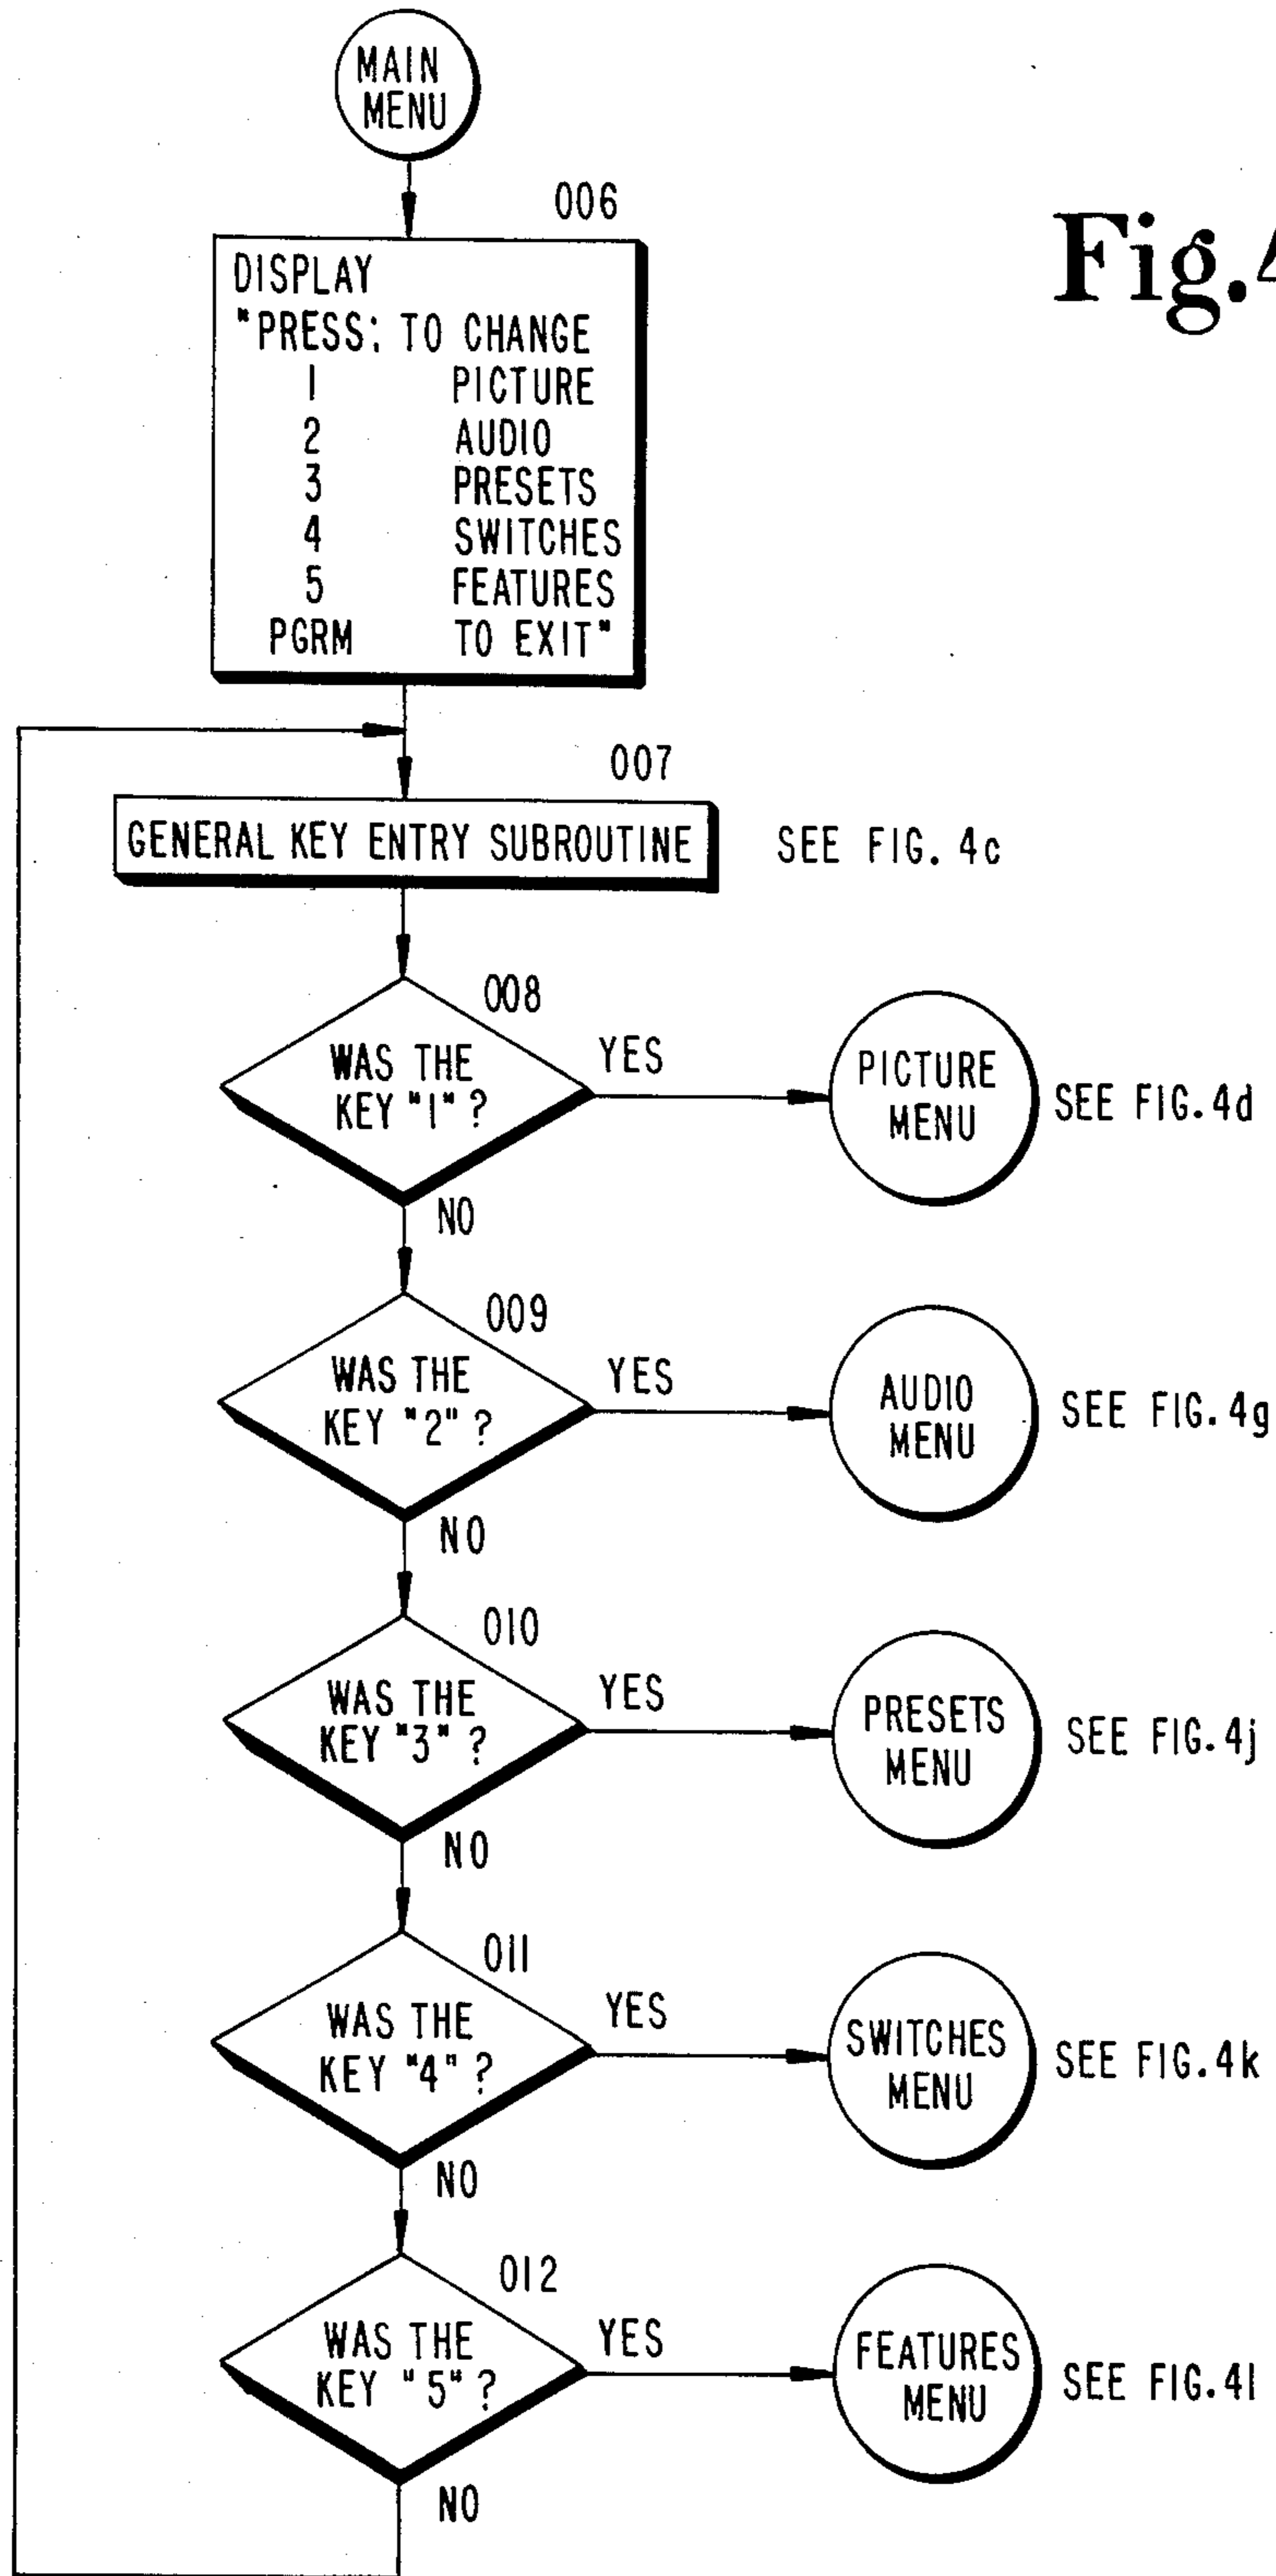 MAIN
MENU
006
Fig.4
DISPLAY
"PRESS: TO CHANGE
1 PICTURE
2 AUDIO
3 PRESETS
4 SWITCHES
5 FEATURES
PGRM TO EXIT"
007
GENERAL KEY ENTRY SUBROUTINE
SEE FIG. 4c
008
WAS THE
KEY "1" ?
YES
PICTURE
MENU
SEE FIG. 4d
NO
009
WAS THE
KEY "2" ?
YES
AUDIO
MENU
SEE FIG. 4g
NO
010
WAS THE
KEY "3" ?
YES
PRESETS
MENU
SEE FIG. 4j
NO
011
WAS THE
KEY "4" ?
YES
SWITCHES
MENU
SEE FIG. 4k
NO
012
WAS THE
KEY "5" ?
YES
FEATURES
MENU
SEE FIG. 4l
NO